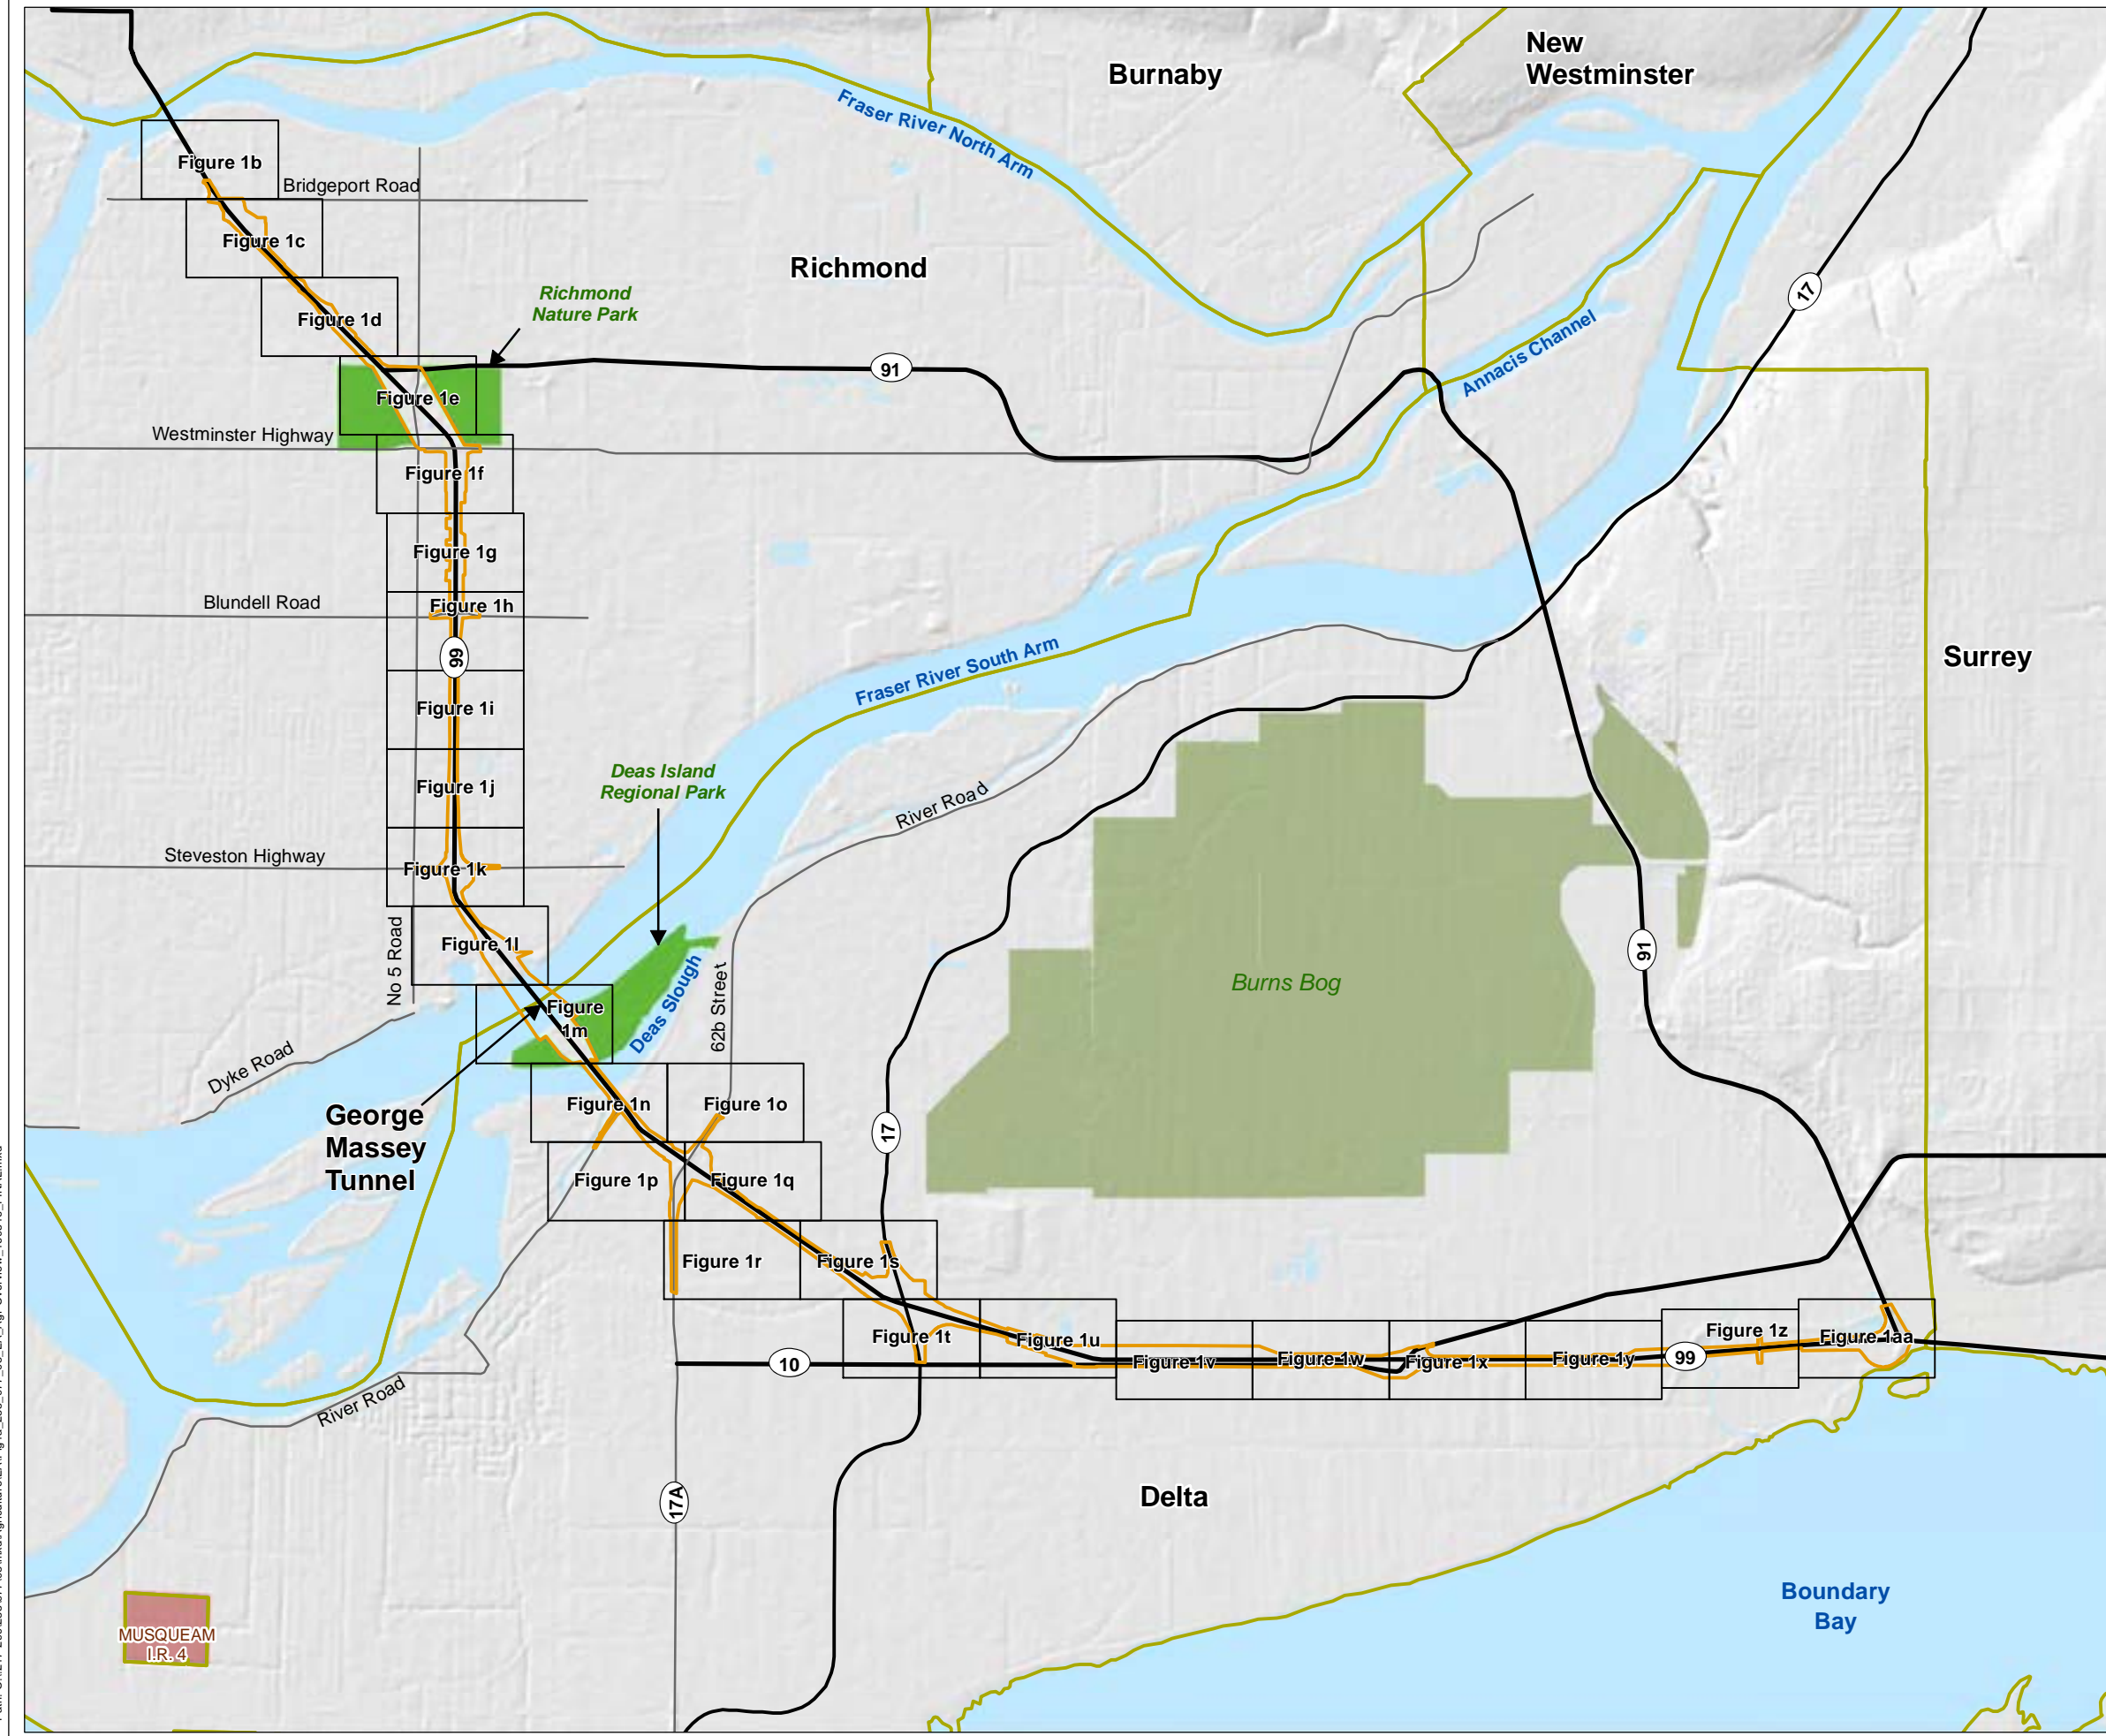 New
Westminster
Burnaby
Fraser River North Arm
Figure 1b
Bridgeport Road
Figure 1c
Richmond
17
Richmond
Nature Park
Figure 1d
Annacis Channel
91
Figure 1e
Westminster Highway
Figure 1f
Figure 1g
Blundell Road
Figure 1h
99
Fraser River South Arm
Surrey
Figure 1i
Deas Island
Regional Park
Figure 1j
River Road
Steveston Highway
Figure 1k
No 5 Road
Figure 1l
91
Burns Bog
Deas Slough
62b Street
Figure
1m
Dyke Road
George
Massey
Tunnel
Figure 1n
Figure 1o
17
Figure 1p
Figure 1q
Figure 1r
Figure 1s
Figure 1t
Figure 1u
Figure 1z
Figure 1aa
10
Figure 1v
Figure 1w
Figure 1x
Figure 1y
99
River Road
17A
Delta
Boundary
Bay
MUSQUEAM
I.R. 4